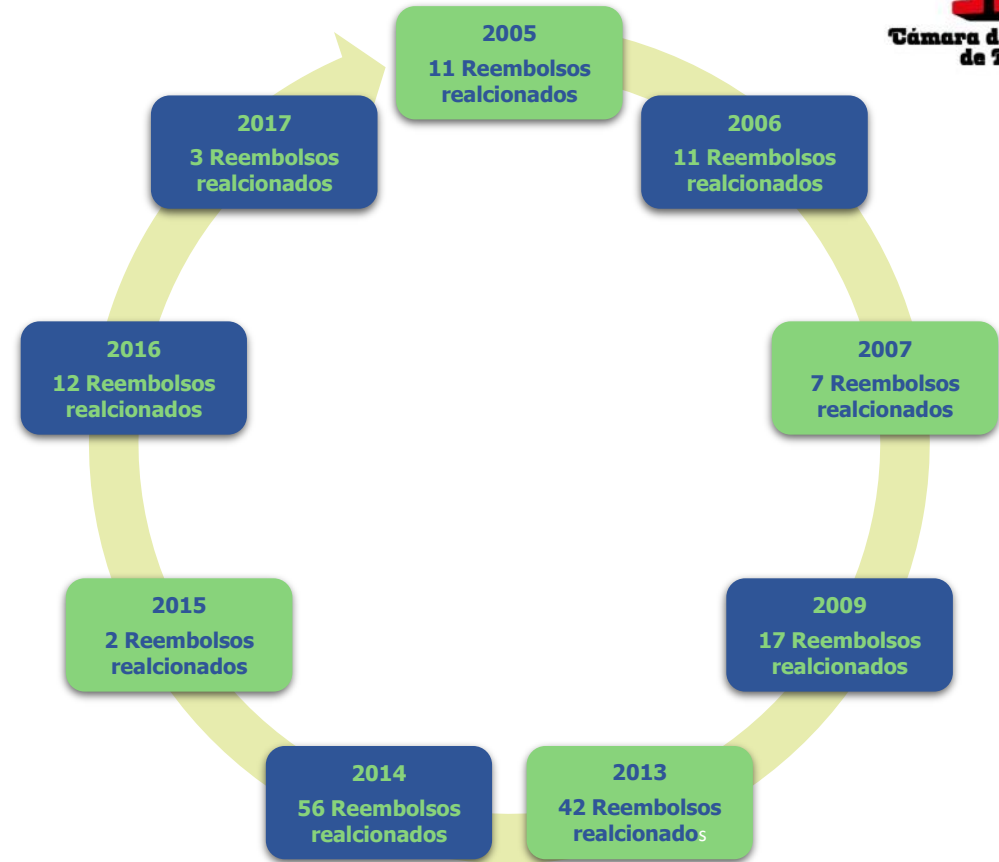 Cámara d
de
2005
11 Reembolsos
realcionados
2006
11 Reembolsos
realcionados
2007
7 Reembolsos
realcionados
2009
17 Reembolsos
realcionados
2013
42 Reembolsos
realcionados
2014
56 Reembolsos
realcionados
2015
2 Reembolsos
realcionados
2016
12 Reembolsos
realcionados
2017
3 Reembolsos
realcionados